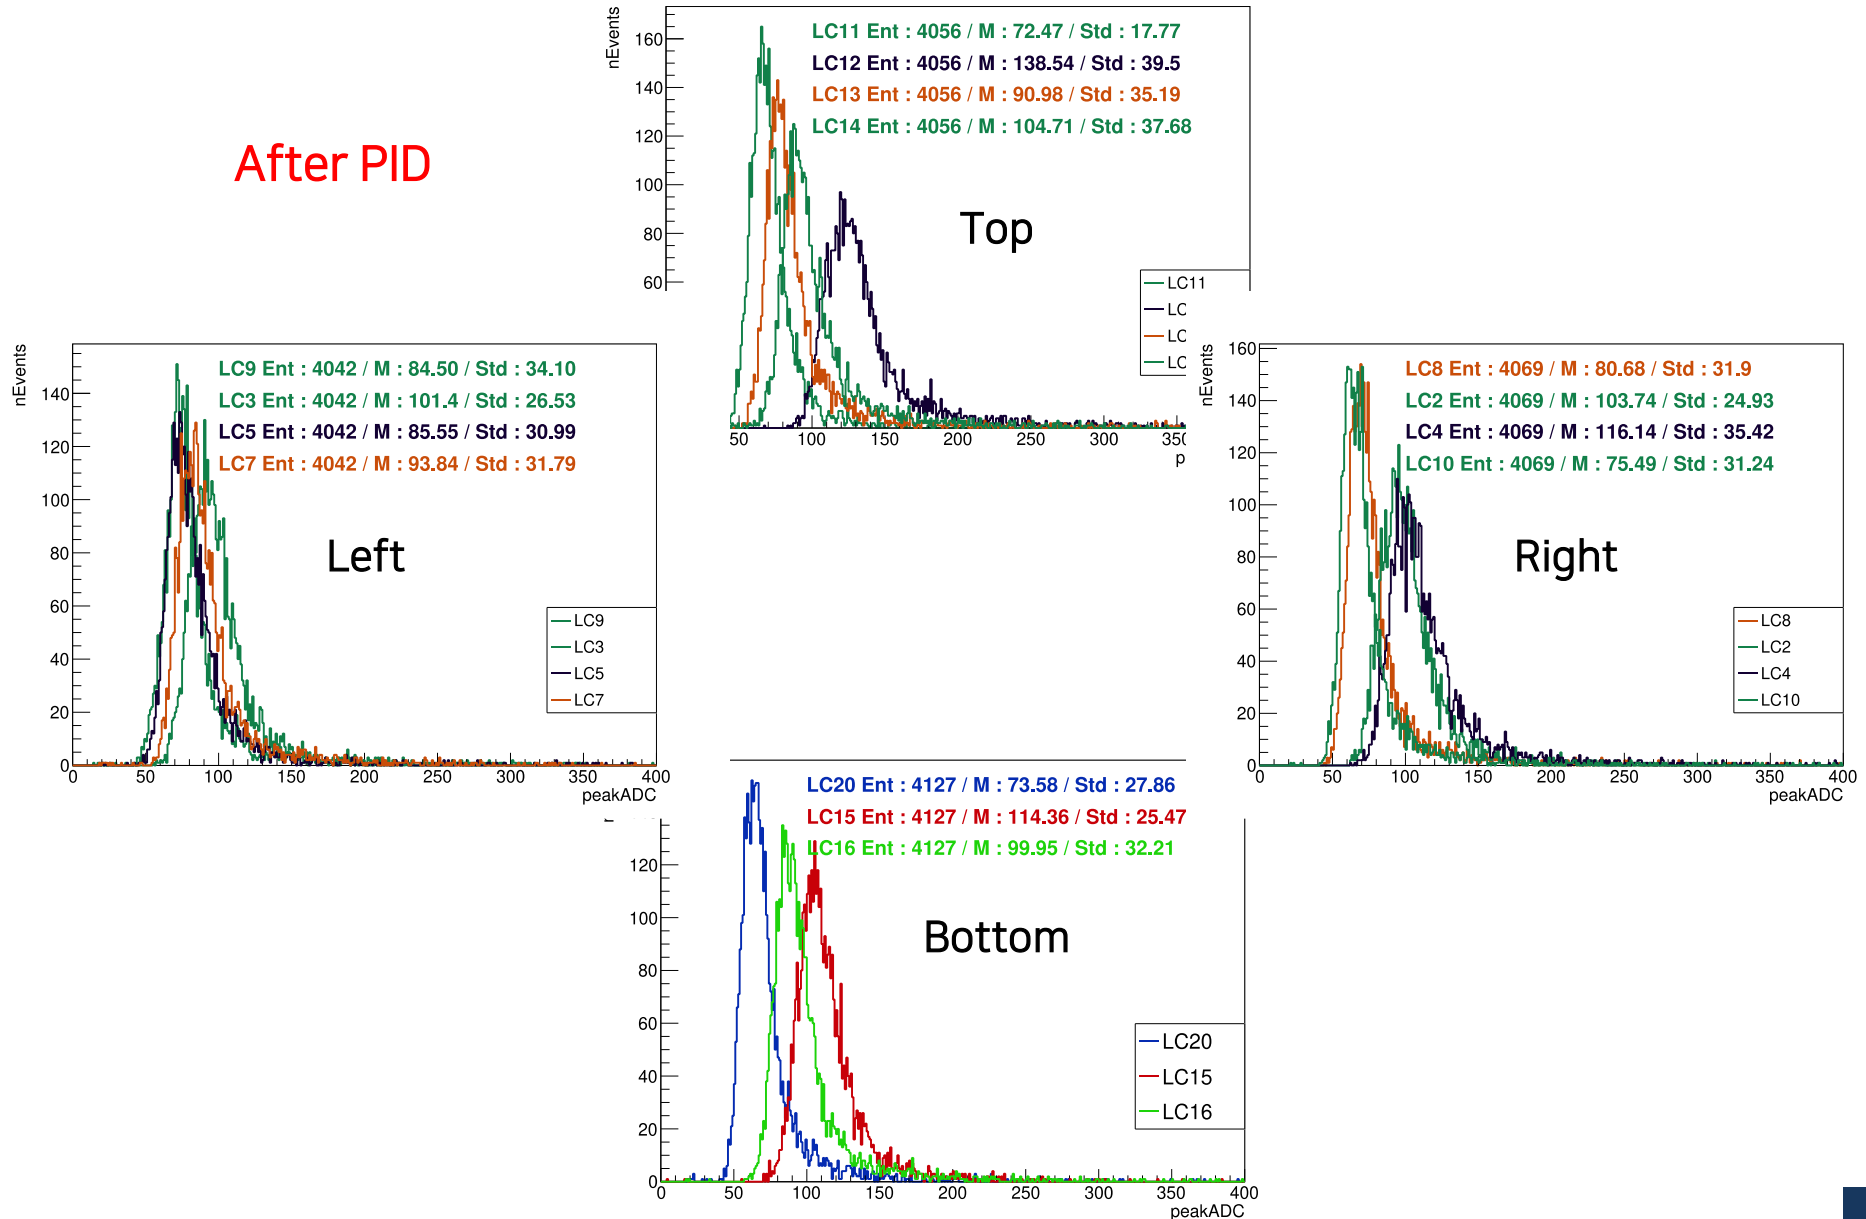 After PID
nEvents
LC11 Ent : 4056 / M : 72.47 / Std : 17.77
LC12 Ent : 4056 / M : 138.54 / Std : 39.5
LC13 Ent : 4056 / M : 90.98 / Std : 35.19
LC14 Ent : 4056 / M : 104.71 / Std : 37.68
Top
160
140
120
100
80
60
LC11
LC
LC
LC
50 100 150 200 250 300 350
p
nEvents
LC9 Ent : 4042 / M : 84.50 / Std : 34.10
LC3 Ent : 4042 / M : 101.4 / Std : 26.53
LC5 Ent : 4042 / M : 85.55 / Std : 30.99
LC7 Ent : 4042 / M : 93.84 / Std : 31.79
Left
140
120
100
80
60
40
20
0
LC9
LC3
LC5
LC7
0 50 100 150 200 250 300 350 400
peakADC
nEvents
LC8 Ent : 4069 / M : 80.68 / Std : 31.9
LC2 Ent : 4069 / M : 103.74 / Std : 24.93
LC4 Ent : 4069 / M : 116.14 / Std : 35.42
LC10 Ent : 4069 / M : 75.49 / Std : 31.24
Right
160
140
120
100
80
60
40
20
0
LC8
LC2
LC4
LC10
0 50 100 150 200 250 300 350 400
peakADC
LC20 Ent : 4127 / M : 73.58 / Std : 27.86
LC15 Ent : 4127 / M : 114.36 / Std : 25.47
LC16 Ent : 4127 / M : 99.95 / Std : 32.21
Bottom
120
100
80
60
40
20
0
LC20
LC15
LC16
0 50 100 150 200 250 300 350 400
peakADC